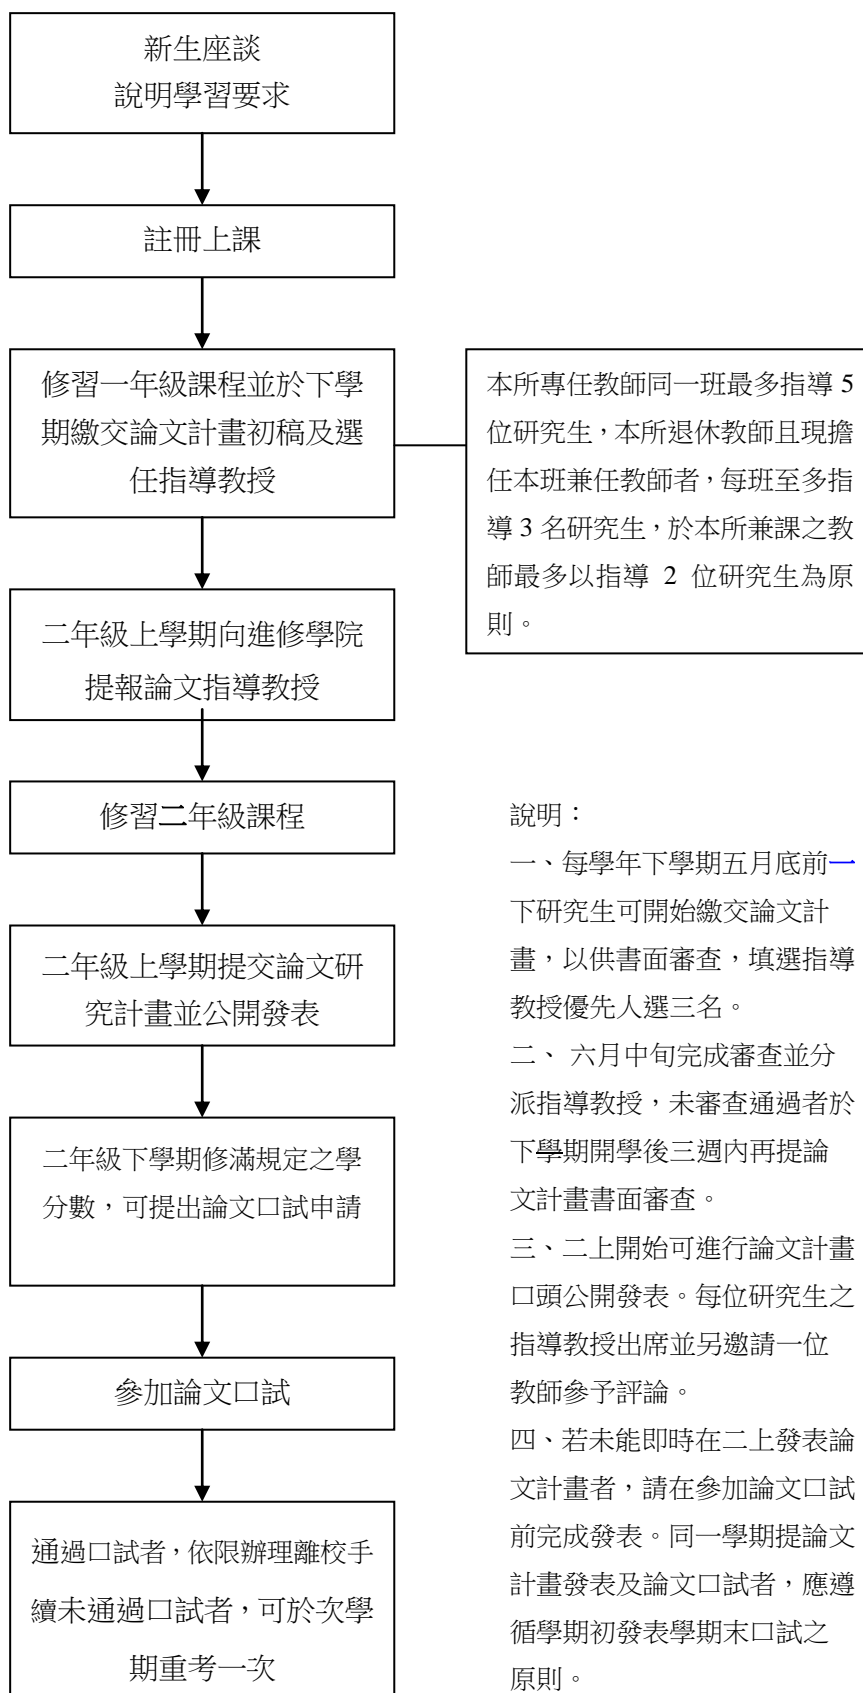 新生座談
說明學習要求
註冊上課
修習一年級課程並於下學
期繳交論文計畫初稿及選
任指導教授
本所專任教師同一班最多指導 5
位研究生，本所退休教師且現擔
任本班兼任教師者，每班至多指
導 3 名研究生，於本所兼課之教
師最多以指導 2 位研究生為原
則。
二年級上學期向進修學院
提報論文指導教授
修習二年級課程
二年級上學期提交論文研
究計畫並公開發表
二年級下學期修滿規定之學
分數，可提出論文口試申請
參加論文口試
通過口試者，依限辦理離校手
續未通過口試者，可於次學
期重考一次
說明：
一、每學年下學期五月底前一
下研究生可開始繳交論文計
畫，以供書面審查，填選指導
教授優先人選三名。
二、 六月中旬完成審查並分
派指導教授，未審查通過者於
下學期開學後三週內再提論
文計畫書面審查。
三、二上開始可進行論文計畫
口頭公開發表。每位研究生之
指導教授出席並另邀請一位
教師參予評論。
四、若未能即時在二上發表論
文計畫者，請在參加論文口試
前完成發表。同一學期提論文
計畫發表及論文口試者，應遵
循學期初發表學期末口試之
原則。